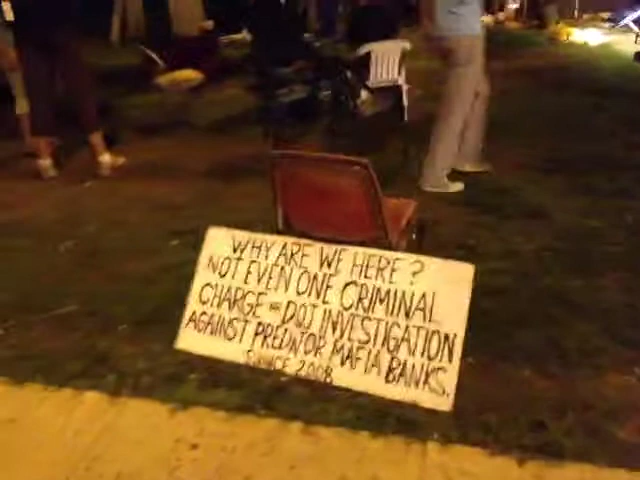 WHY ARE WE HERE?
NOT EVEN ONE CRIMINAL
CHARGE - DOJ INVESTIGATION
AGAINST PREDATOR MAFIA BANKS.
SINCE 2008